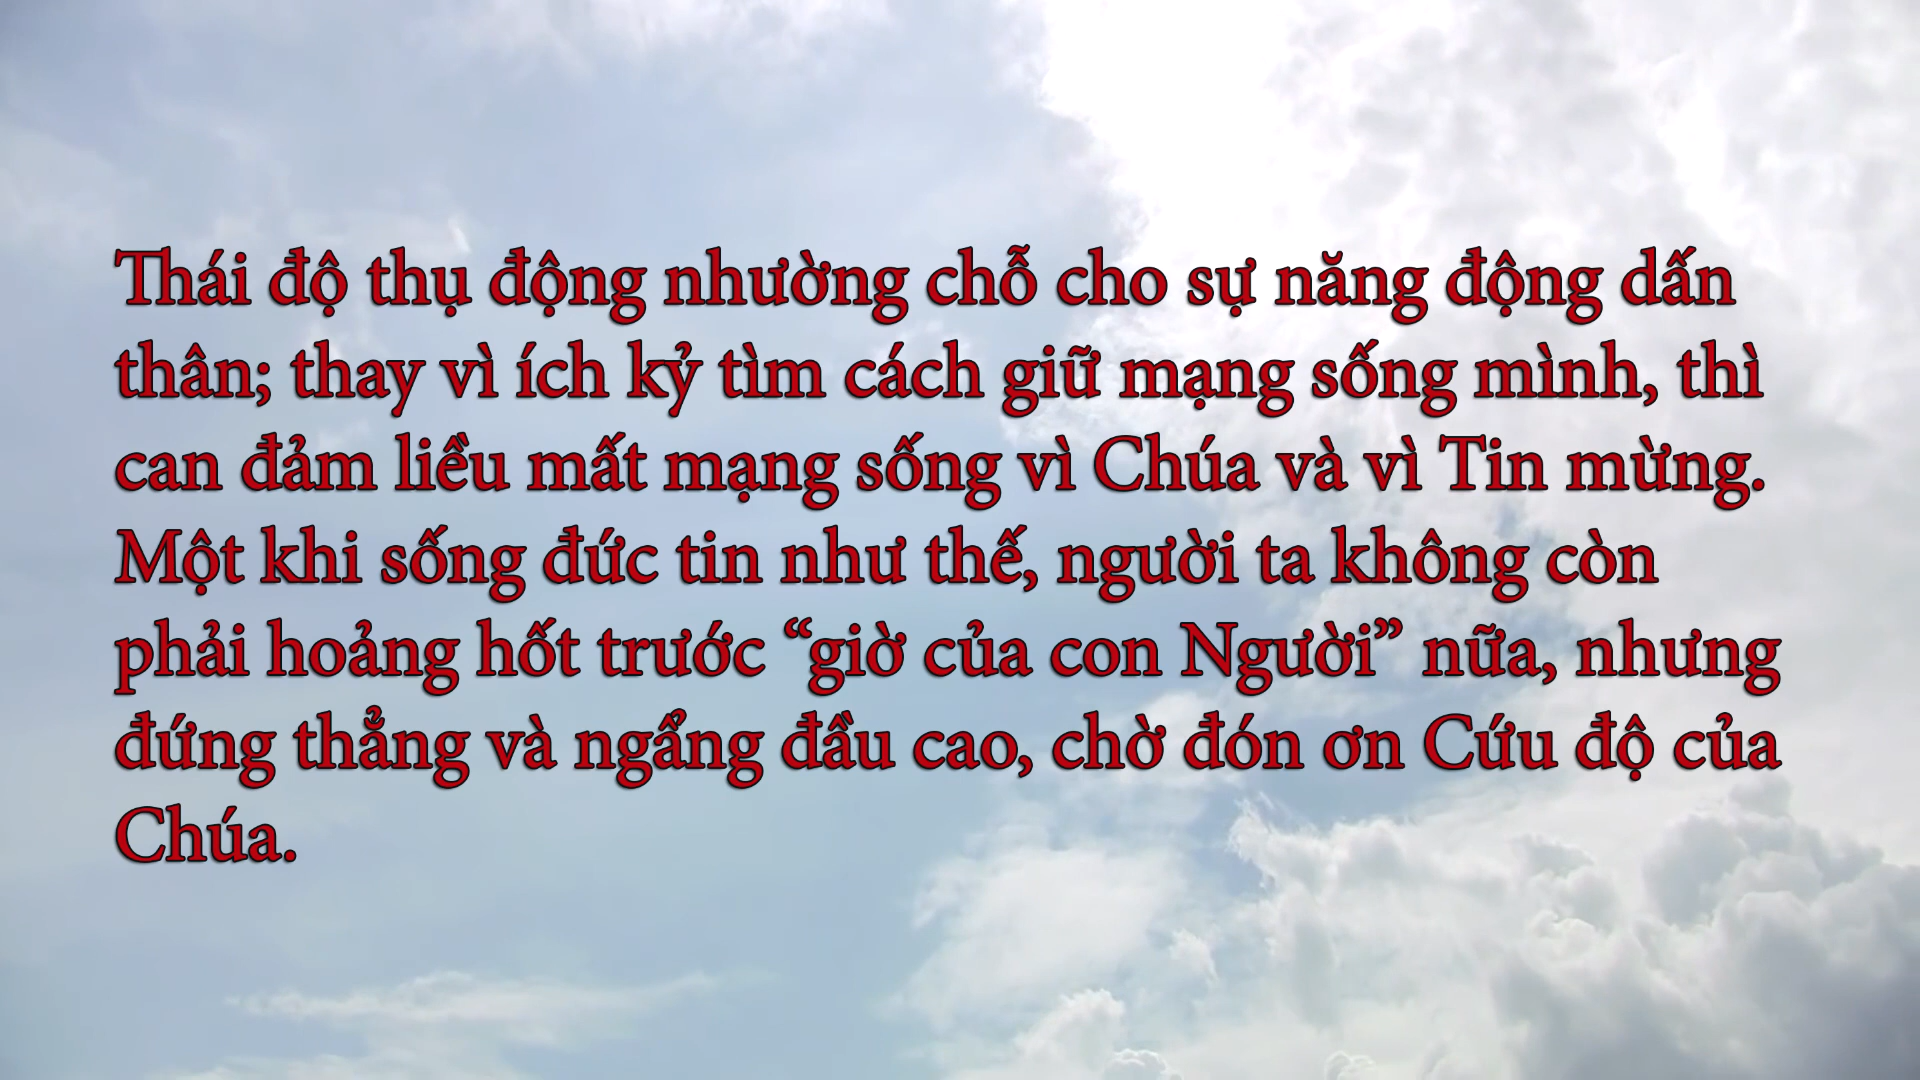 Thái độ thụ động nhường chỗ cho sự năng động dấn
thân; thay vì ích kỷ tìm cách giữ mạng sống mình, thì
can đảm liều mất mạng sống vì Chúa và vì Tin mừng.
Một khi sống đức tin như thế, người ta không còn
phải hoảng hốt trước “giờ của con Người” nữa, nhưng
đứng thẳng và ngẩng đầu cao, chờ đón ơn Cứu độ của
Chúa.